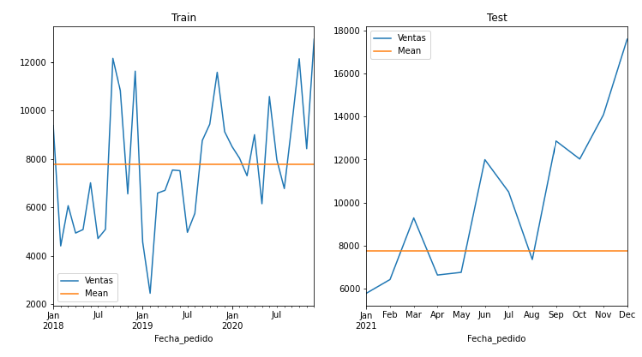 Train
12000
10000
8000
6000
4000
2000
Ventas
Mean
Jan
2018
Jul
Jan
2019
Jul
Jan
2020
Jul
Fecha_pedido
Test
18000
16000
14000
12000
10000
8000
6000
Ventas
Mean
Jan
2021
Feb
Mar
Apr
May
Jun
Jul
Aug
Sep
Oct
Nov
Dec
Fecha_pedido